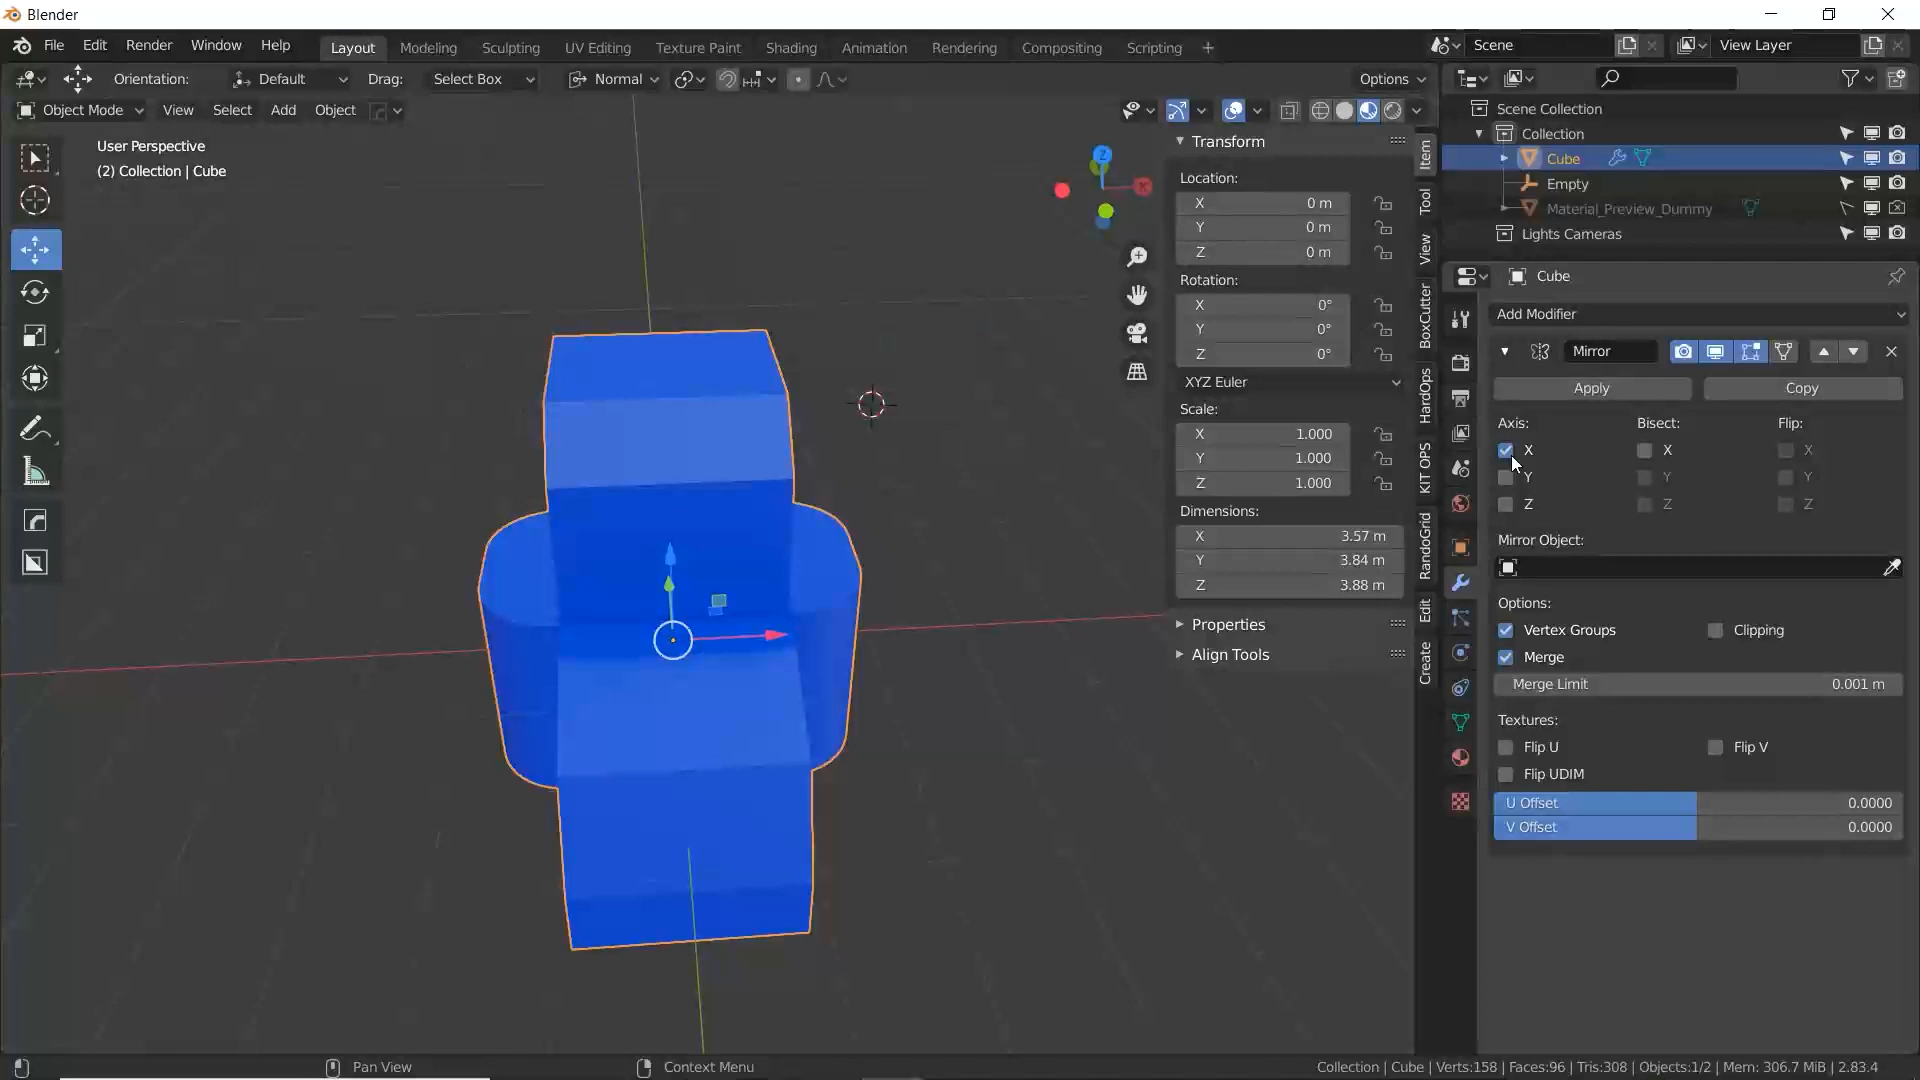 Blender
File Edit Render Window Help Layout Modeling Sculpting UV Editing Texture Paint Shading Animation Rendering Compositing Scripting + Scene View Layer
Orientation: Default Drag: Select Box Normal Options
Object Mode View Select Add Object
User Perspective
(2) Collection | Cube
Z
X
Transform
Location:
X 0 m
Y 0 m
Z 0 m
Rotation:
X 0°
Y 0°
Z 0°
XYZ Euler
Scale:
X 1.000
Y 1.000
Z 1.000
Dimensions:
X 3.57 m
Y 3.84 m
Z 3.88 m
Properties
Align Tools
Item
Tool
View
BoxCutter
HardOps
KIT OPS
RandoGrid
Edit
Create
Scene Collection
Collection
Cube
Empty
Material_Preview_Dummy
Lights Cameras
Cube
Add Modifier
Mirror
Apply Copy
Axis: Bisect: Flip:
X X X
Y Y Y
Z Z Z
Mirror Object:
Options:
Vertex Groups Clipping
Merge
Merge Limit 0.001 m
Textures:
Flip U Flip V
Flip UDIM
U Offset 0.0000
V Offset 0.0000
Pan View Context Menu Collection | Cube | Verts:158 | Faces:96 | Tris:308 | Objects:1/2 | Mem: 306.7 MiB | 2.83.4